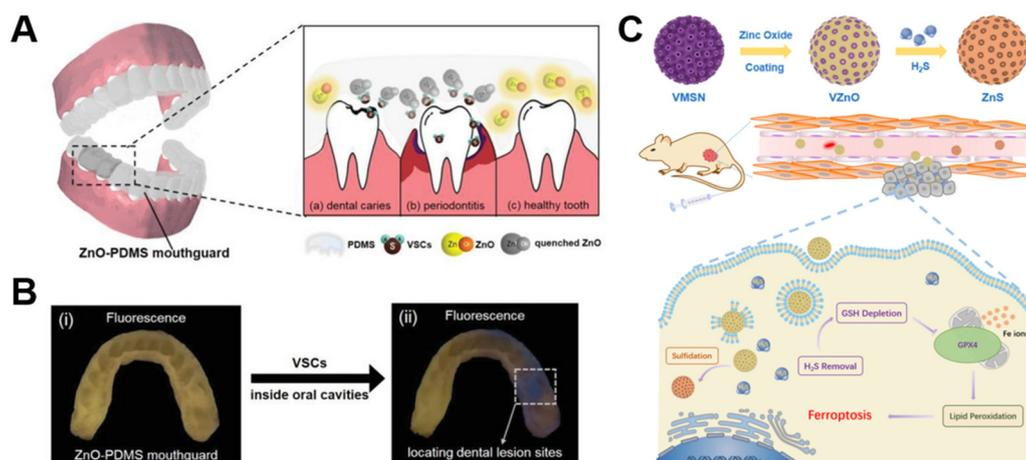 A
ZnO-PDMS mouthguard
(a) dental caries
(b) periodontitis
(c) healthy tooth
PDMS
S
VSCs
Zn
ZnO
Zn
quenched ZnO
B
(i)
Fluorescence
ZnO-PDMS mouthguard
VSCs
inside oral cavities
(ii)
Fluorescence
locating dental lesion sites
C
VMSN
Zinc Oxide
Coating
VZnO
H₂S
ZnS
GSH Depletion
Fe ions
GPX4
Sulfidation
H₂S Removal
Ferroptosis
Lipid Peroxidation